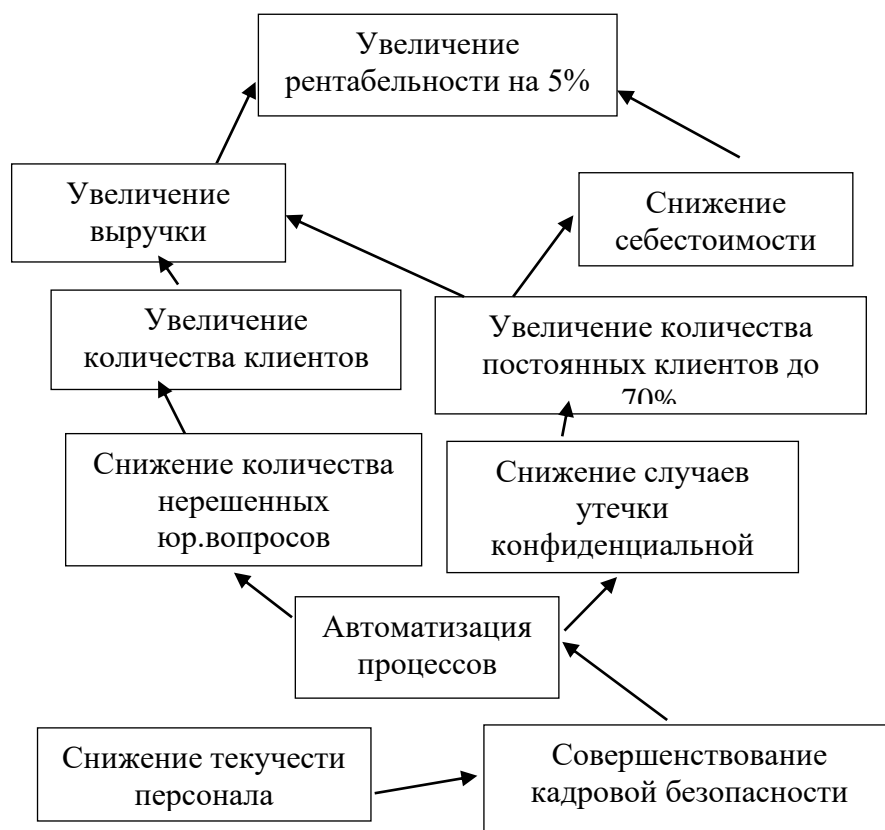 Увеличение
рентабельности на 5%
Увеличение
выручки
Снижение
себестоимости
Увеличение
количества клиентов
Увеличение количества
постоянных клиентов до
70%
Снижение количества
нерешенных
юр.вопросов
Снижение случаев
утечки
конфиденциальной
Автоматизация
процессов
Снижение текучести
персонала
Совершенствование
кадровой безопасности